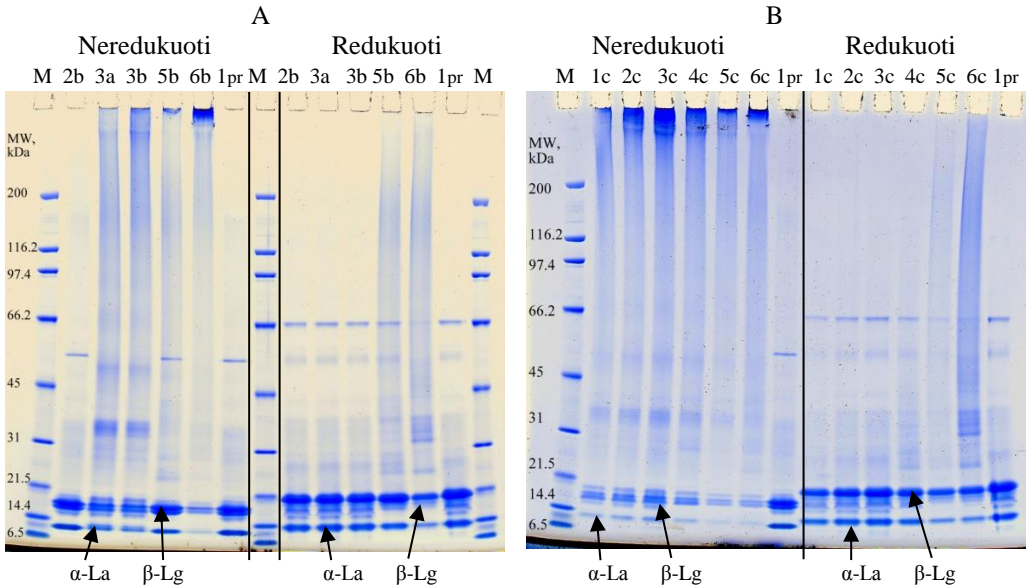 A
Neredukuoti Redukuoti
M 2b 3a 3b 5b 6b 1pr M 2b 3a 3b 5b 6b 1pr M
MW,
kDa
200
116.2
97.4
66.2
45
31
21.5
14.4
6.5
α-La β-Lg α-La β-Lg
B
Neredukuoti Redukuoti
M 1c 2c 3c 4c 5c 6c 1pr 1c 2c 3c 4c 5c 6c 1pr
MW,
kDa
200
116.2
97.4
66.2
45
31
21.5
14.4
6.5
α-La β-Lg α-La β-Lg